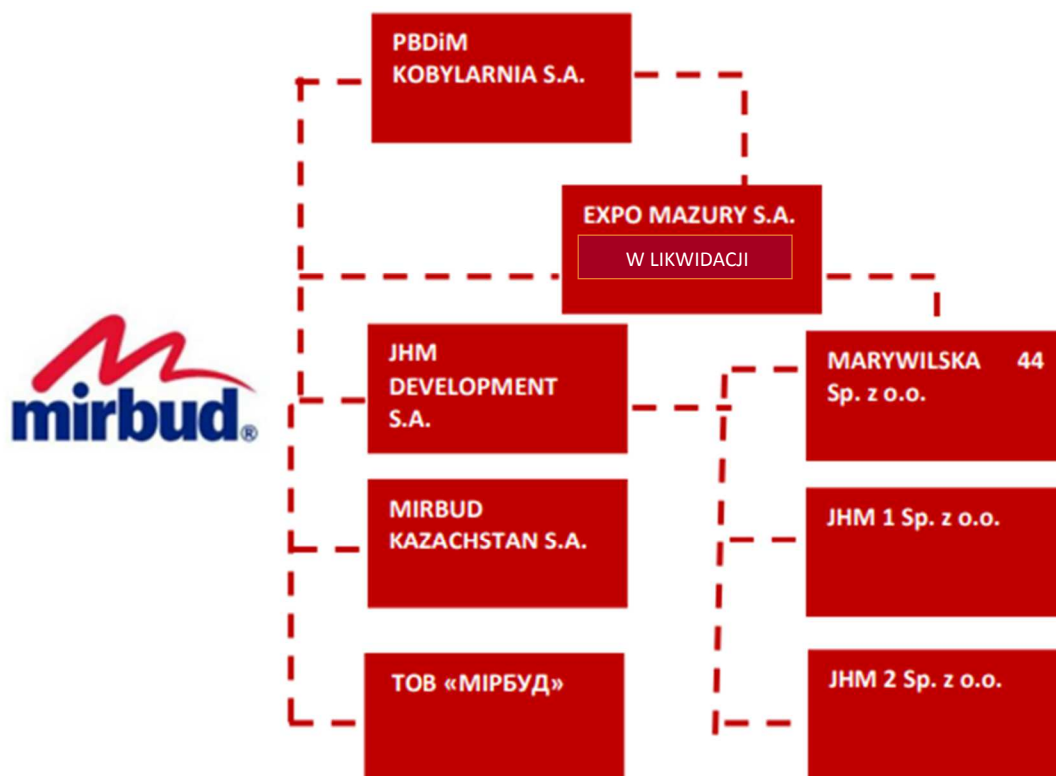 PBDiM
KOBYLARNIA S.A.
EXPO MAZURY S.A.
W LIKWIDACJI
mirbud®
JHM
DEVELOPMENT
S.A.
MARYWILSKA 44
Sp. z o.o.
MIRBUD
KAZACHSTAN S.A.
JHM 1 Sp. z o.o.
ТОВ «МІРБУД»
JHM 2 Sp. z o.o.